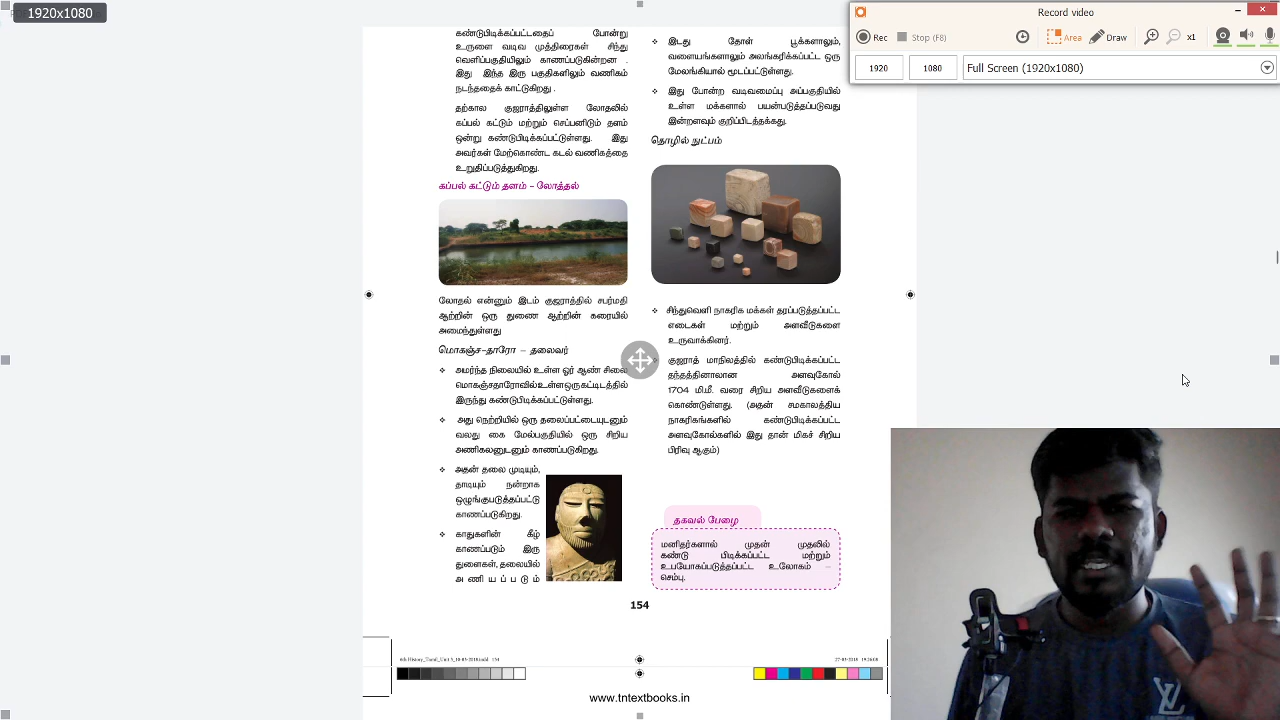 1920x1080
Record video
Rec
Stop (F8)
Area
Draw
x1
1920
1080
Full Screen (1920x1080)
கண்டுபிடிக்கப்பட்டதைப் போன்று
உருளை வடிவ முத்திரைகள் சிந்து
வெளிப்பகுதியிலும் காணப்படுகின்றன .
இது இந்த இரு பகுதிகளிலும் வணிகம்
நடந்ததைக் காட்டுகிறது .
தற்கால குஜராத்திலுள்ள லோதலில்
கப்பல் கட்டும் மற்றும் செப்பனிடும் தளம்
ஒன்று கண்டுபிடிக்கப்பட்டுள்ளது. இது
அவர்கள் மேற்கொண்ட கடல் வணிகத்தை
உறுதிப்படுத்துகிறது.
கப்பல் கட்டும் தளம் – லோத்தல்
லோதல் என்னும் இடம் குஜராத்தில் சபர்மதி
ஆற்றின் ஒரு துணை ஆற்றின் கரையில்
அமைந்துள்ளது
மொகஞ்ச-தாரோ – தலைவர்
அமர்ந்த நிலையில் உள்ள ஓர் ஆண் சிலை
மொகஞ்சதாரோவில் உள்ள ஒரு கட்டிடத்தில்
இருந்து கண்டுபிடிக்கப்பட்டுள்ளது.
அது நெற்றியில் ஒரு தலைப்பட்டையுடனும்
வலது கை மேல்பகுதியில் ஒரு சிறிய
அணிகலனுடனும் காணப்படுகிறது.
அதன் தலை முடியும்,
தாடியும் நன்றாக
ஒழுங்குபடுத்தப்பட்டு
காணப்படுகிறது.
காதுகளின் கீழ்
காணப்படும் இரு
துளைகள், தலையில்
அ ணி ய ப் ப டு ம்
இடது தோள் பூக்களாலும்,
வளையங்களாலும் அலங்கரிக்கப்பட்ட ஒரு
மேலங்கியால் மூடப்பட்டுள்ளது.
இது போன்ற வடிவமைப்பு அப்பகுதியில்
உள்ள மக்களால் பயன்படுத்தப்படுவது
இன்றளவும் குறிப்பிடத்தக்கது.
தொழில் நுட்பம்
சிந்துவெளி நாகரிக மக்கள் தரப்படுத்தப்பட்ட
எடைகள் மற்றும் அளவீடுகளை
உருவாக்கினர்.
குஜராத் மாநிலத்தில் கண்டுபிடிக்கப்பட்ட
தந்தத்தினாலான அளவுகோல்
1704 மி.மீ. வரை சிறிய அளவீடுகளைக்
கொண்டுள்ளது. (அதன் சமகாலத்திய
நாகரிகங்களில் கண்டுபிடிக்கப்பட்ட
அளவுகோல்களில் இது தான் மிகச் சிறிய
பிரிவு ஆகும்)
தகவல் பேழை
மனிதர்களால் முதன் முதலில்
கண்டு பிடிக்கப்பட்ட மற்றும்
உபயோகப்படுத்தப்பட்ட உலோகம் –
செம்பு.
154
www.tntextbooks.in